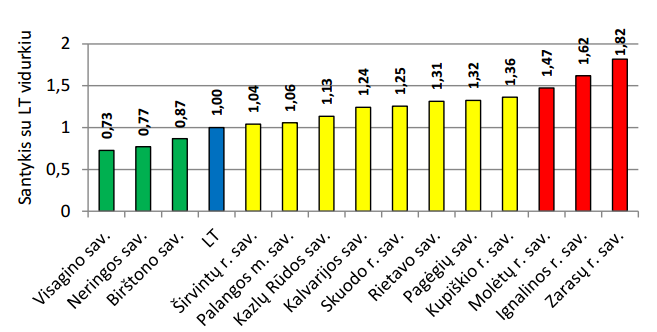 Santykis su LT vidurkiu
2
1,5
1
0,5
0
0,73
0,77
0,87
1,00
1,04
1,06
1,13
1,24
1,25
1,31
1,32
1,36
1,47
1,62
1,82
Visagino sav.
Neringos sav.
Birštono sav.
LT
Širvintų r. sav.
Palangos m. sav.
Kazlų Rūdos sav.
Kalvarijos sav.
Skuodo r. sav.
Rietavo sav.
Pagėgių sav.
Kupiškio r. sav.
Molėtų r. sav.
Ignalinos r. sav.
Zarasų r. sav.